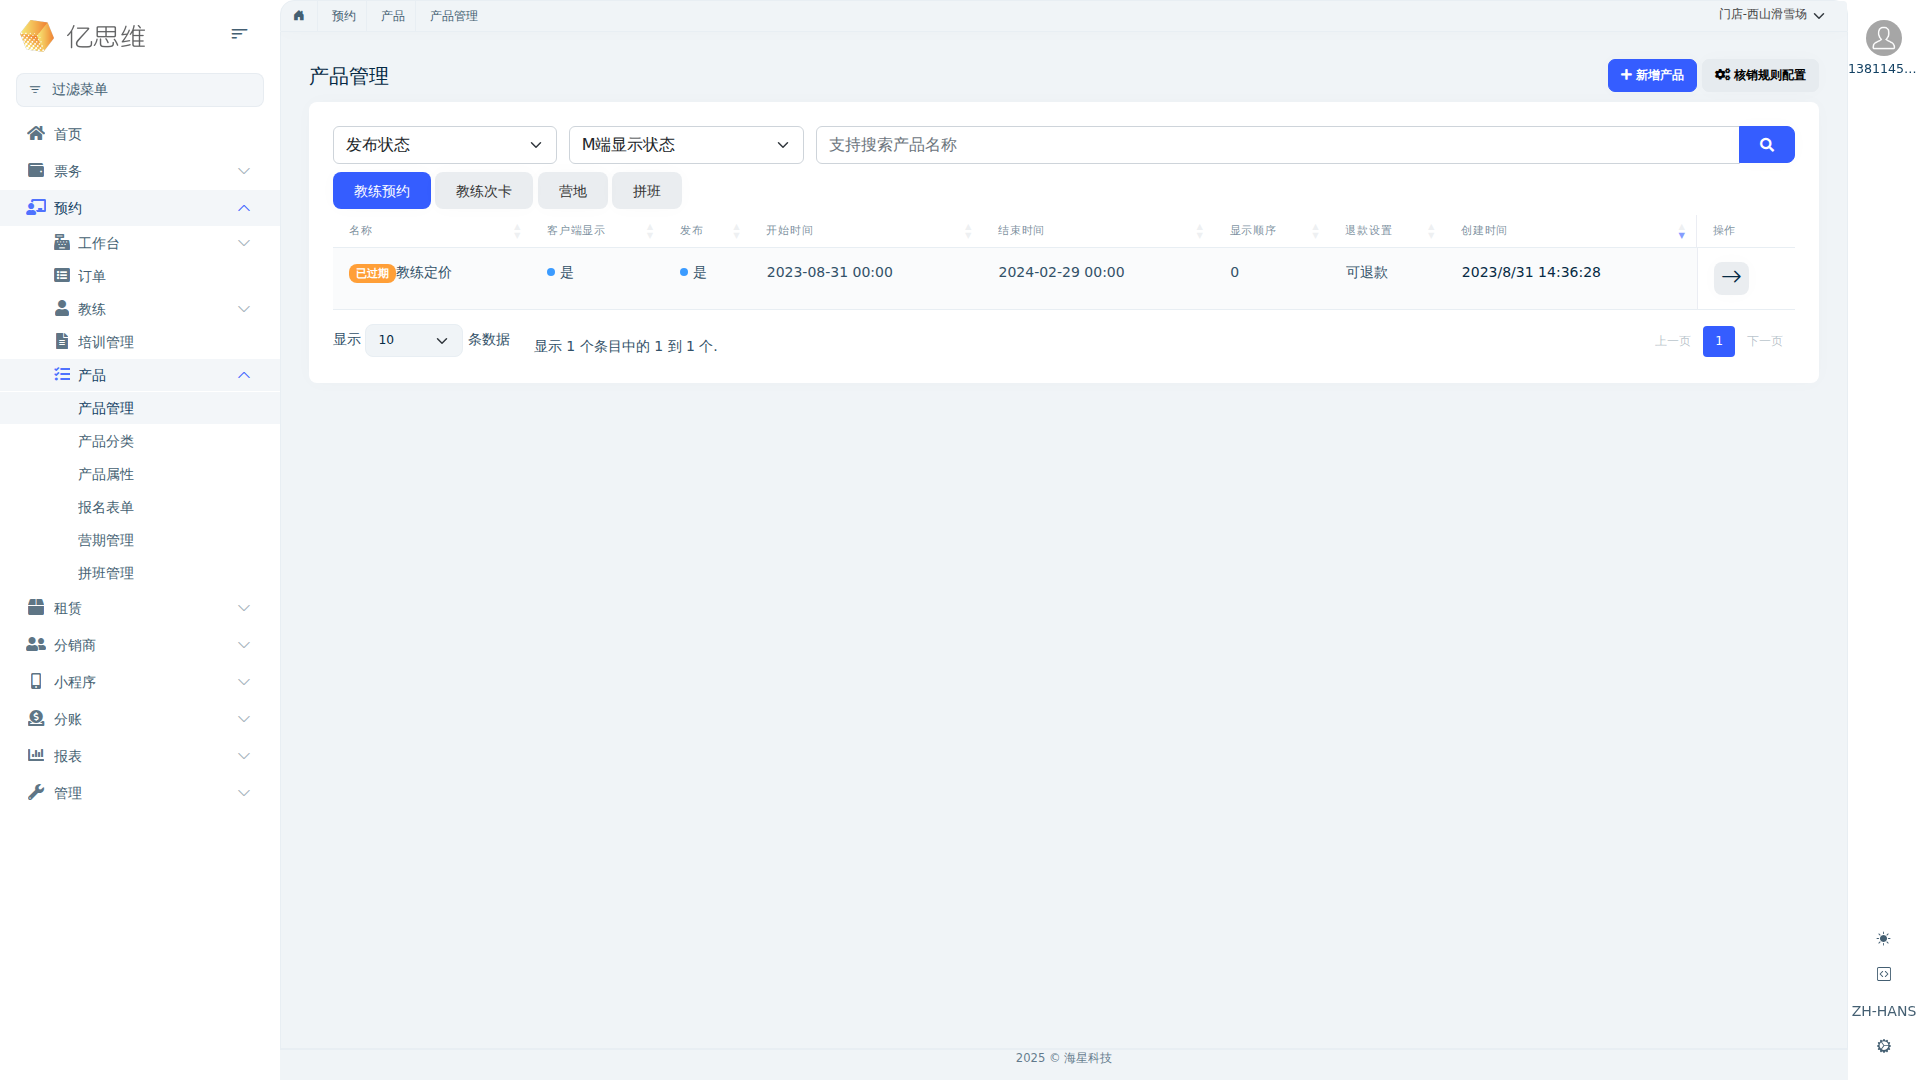 亿思维
过滤菜单
首页
票务
预约
工作台
订单
教练
培训管理
产品
产品管理
产品分类
产品属性
报名表单
营期管理
拼班管理
租赁
分销商
小程序
分账
报表
管理
预约 产品 产品管理
门店-西山滑雪场
1381145...
产品管理
新增产品 核销规则配置
发布状态 M端显示状态 支持搜索产品名称
教练预约 教练次卡 营地 拼班
名称 客户端显示 发布 开始时间 结束时间 显示顺序 退款设置 创建时间 操作
已过期教练定价 是 是 2023-08-31 00:00 2024-02-29 00:00 0 可退款 2023/8/31 14:36:28
显示 10 条数据 显示 1 个条目中的 1 到 1 个. 上一页 1 下一页
ZH-HANS
2025 © 海星科技